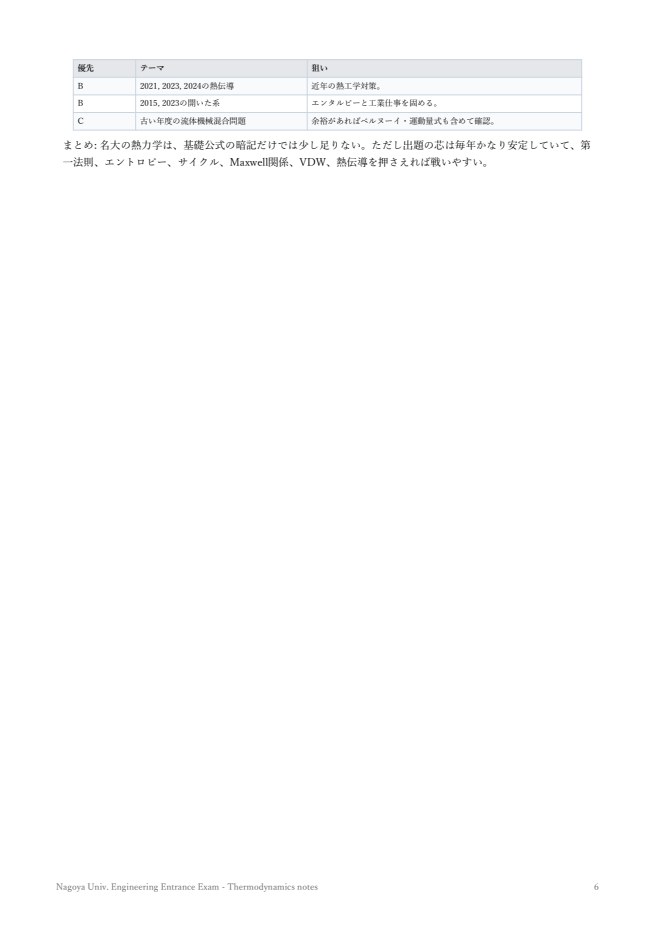 優先 テーマ 狙い
B 2021, 2023, 2024の熱伝導 近年の熱工学対策。
B 2015, 2023の開いた系 エンタルピーと工業仕事を固める。
C 古い年度の流体機械混合問題 余裕があればベルヌーイ・運動量式も含めて確認。
まとめ: 名大の熱力学は、基礎公式の暗記だけでは少し足りない。ただし出題の芯は毎年かなり安定していて、第
一法則、エントロピー、サイクル、Maxwell関係、VDW、熱伝導を押さえれば戦いやすい。
Nagoya Univ. Engineering Entrance Exam - Thermodynamics notes 6